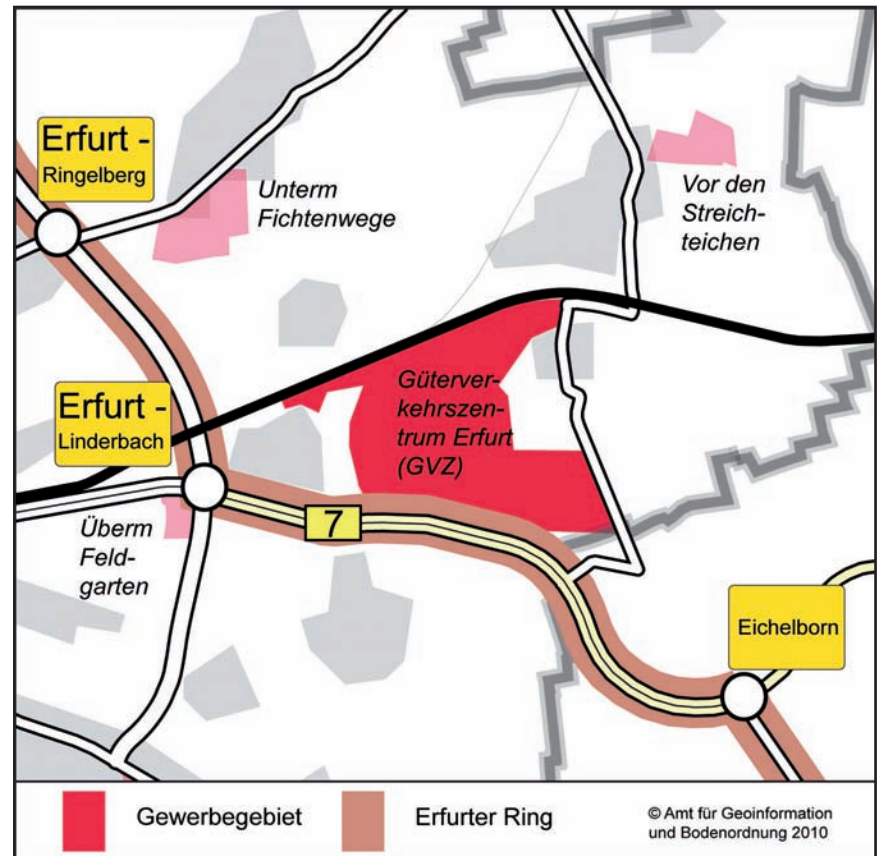 Erfurt -
Ringelberg
Unterm
Fichtenwege
Vor den
Streich-
teichen
Erfurt -
Linderbach
Güterver-
kehrszen-
trum Erfurt
(GVZ)
7
Überm
Feld-
garten
Eichelborn
Gewerbegebiet
Erfurter Ring
© Amt für Geoinformation
und Bodenordnung 2010